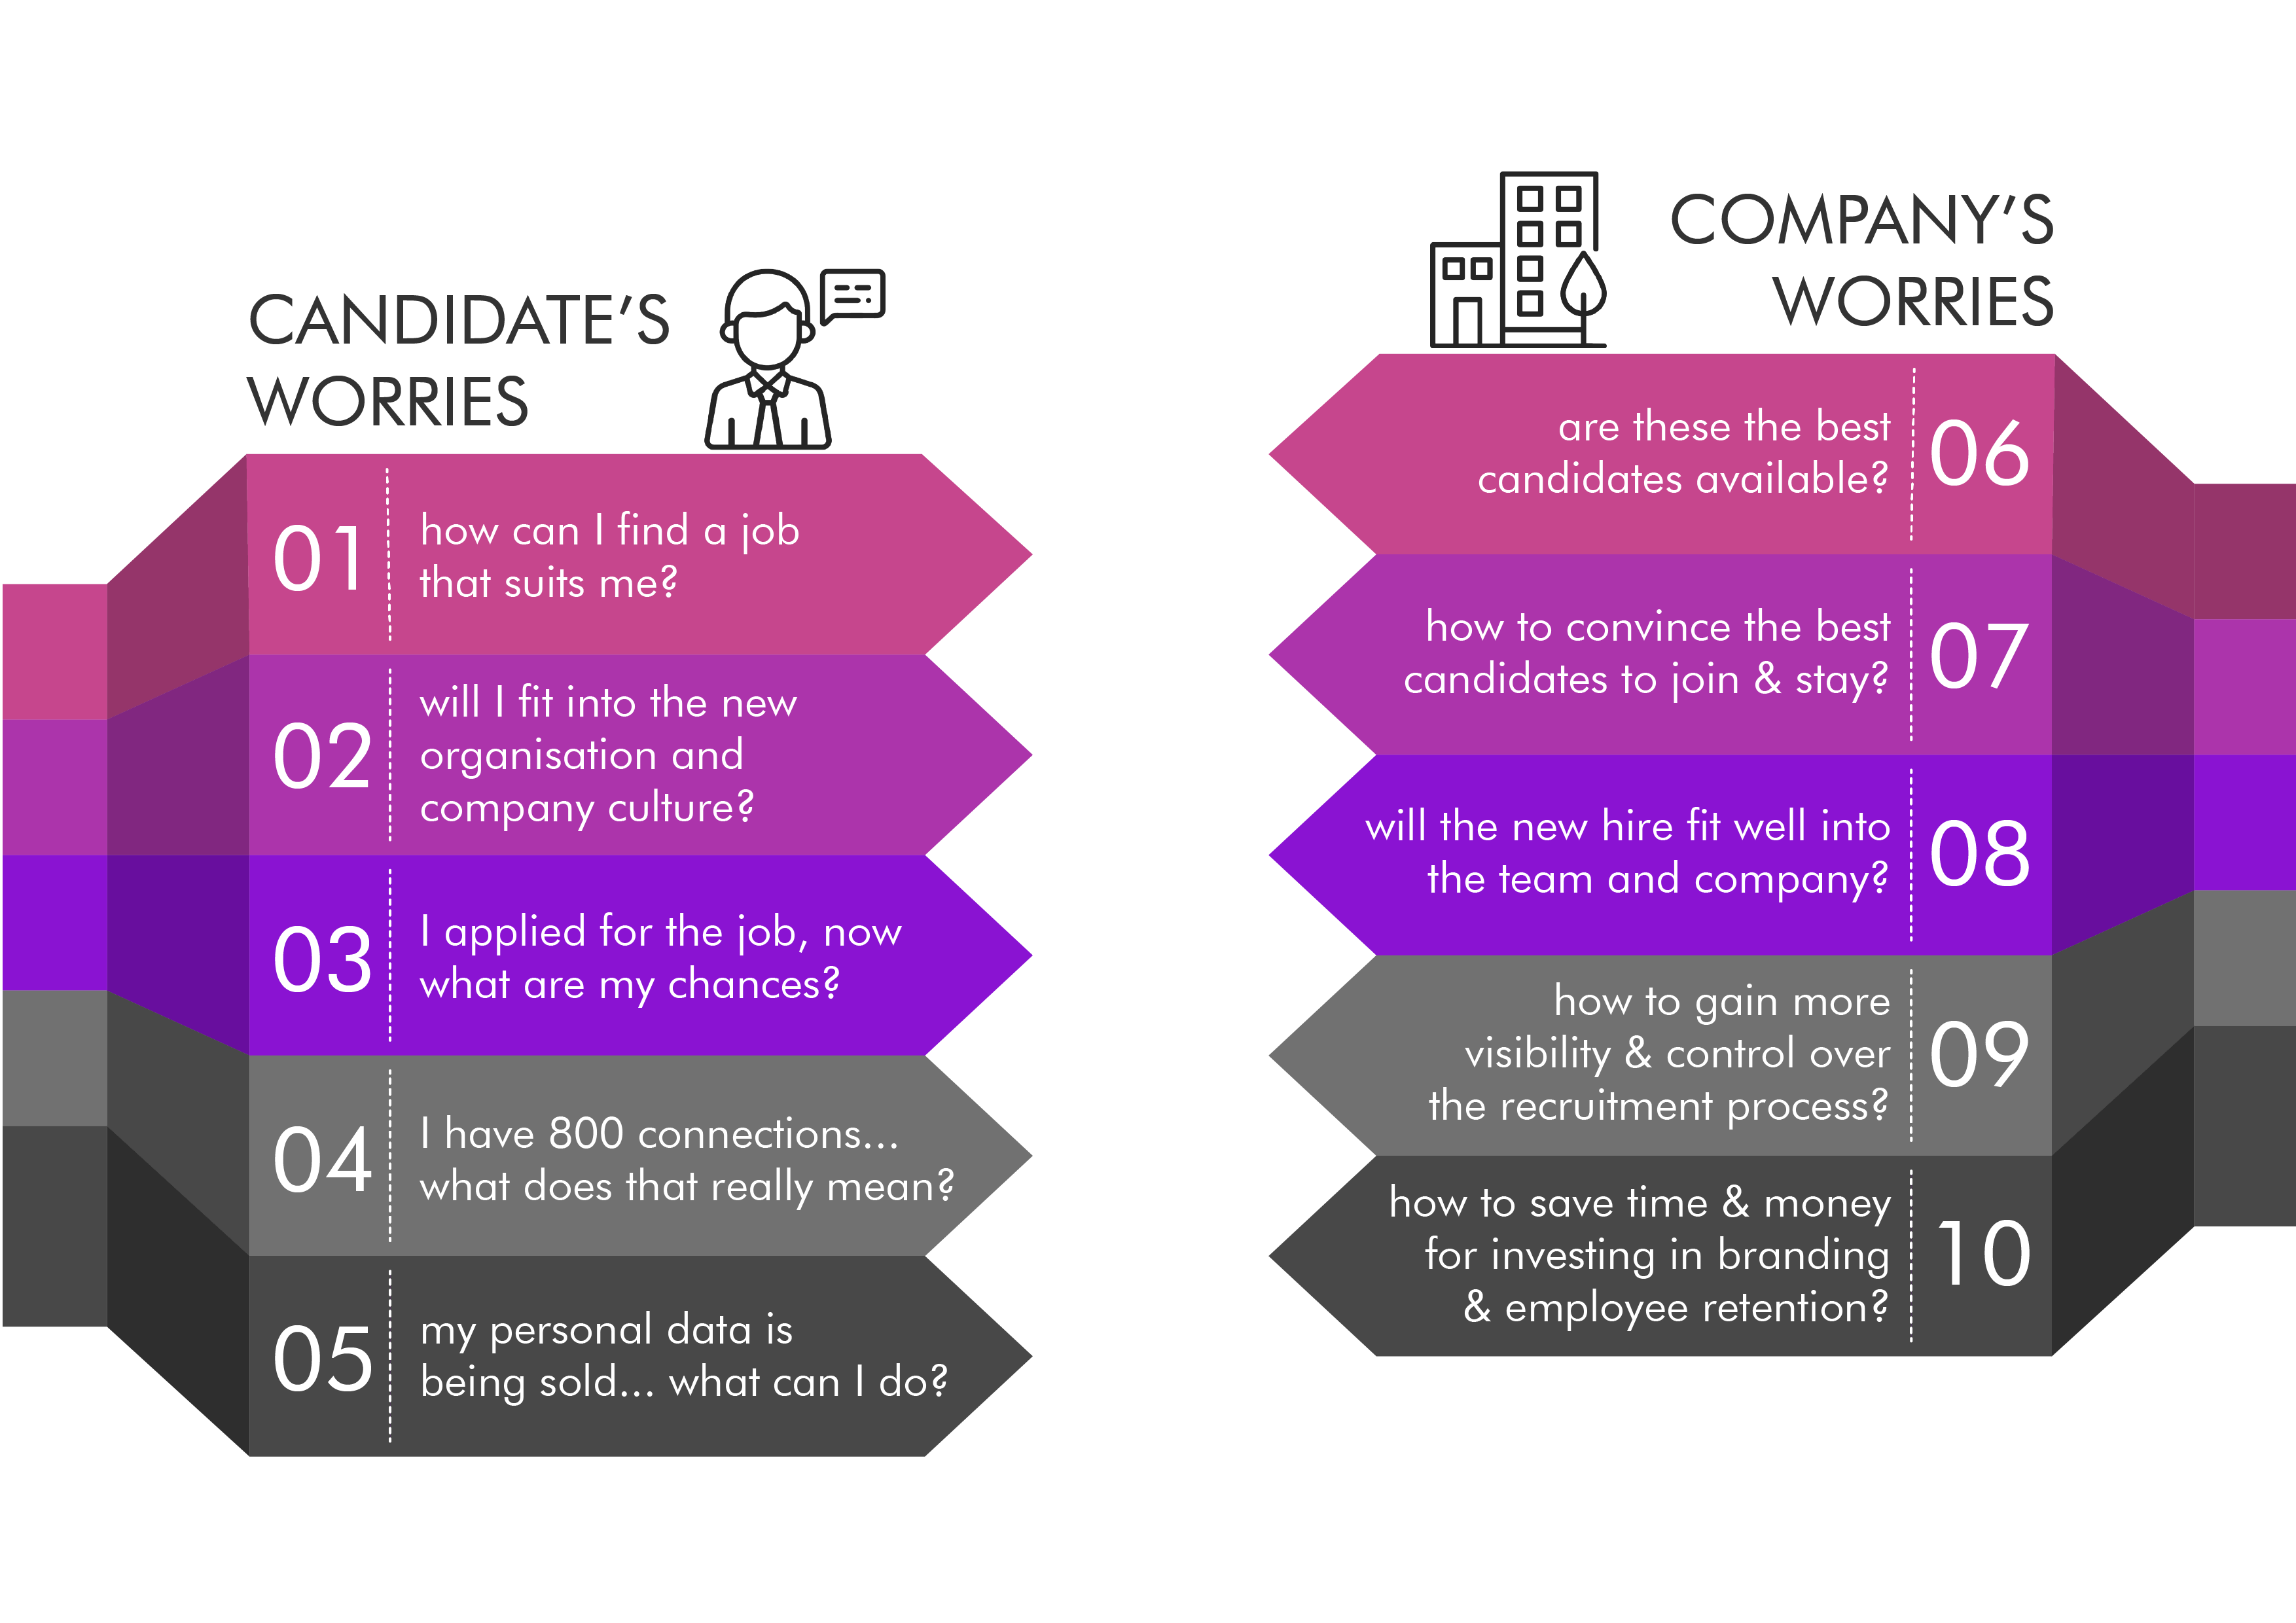 CANDIDATE’S
WORRIES
01
how can I find a job
that suits me?
02
will I fit into the new
organisation and
company culture?
03
I applied for the job, now
what are my chances?
04
I have 800 connections...
what does that really mean?
05
my personal data is
being sold... what can I do?
COMPANY’S
WORRIES
are these the best
candidates available?
06
how to convince the best
candidates to join & stay?
07
will the new hire fit well into
the team and company?
08
how to gain more
visibility & control over
the recruitment process?
09
how to save time & money
for investing in branding
& employee retention?
10